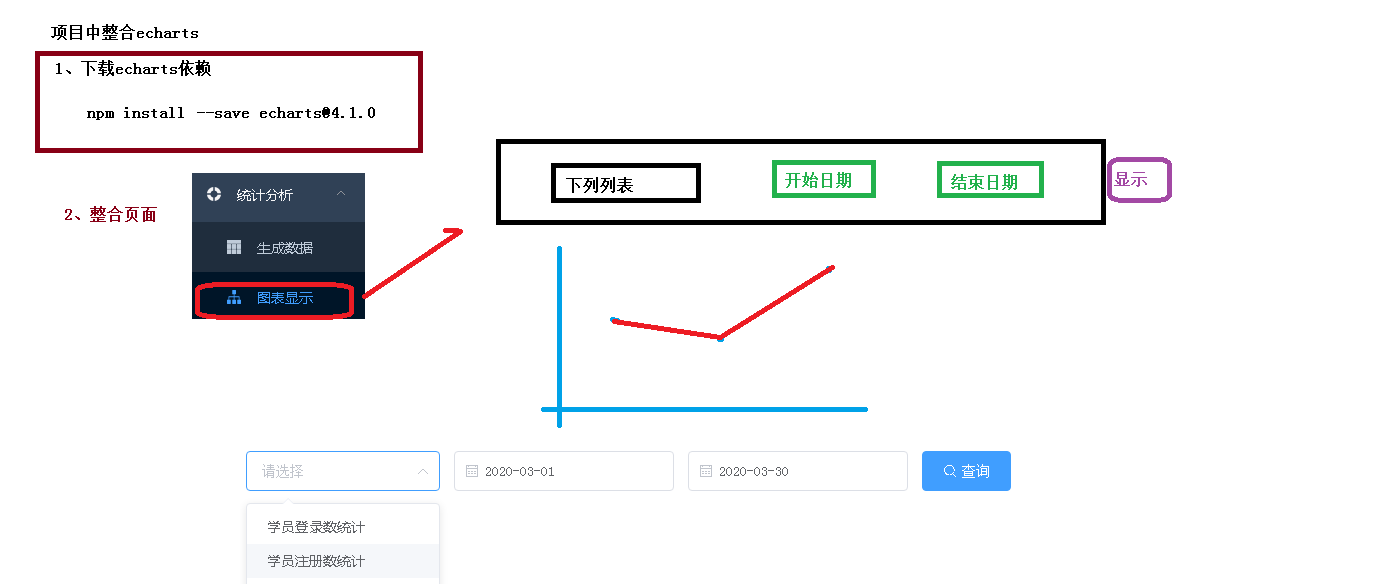 项目中整合echarts
1、下载echarts依赖
npm install --save echarts@4.1.0
2、整合页面
统计分析
生成数据
图表显示
下列列表
开始日期
结束日期
显示
请选择
2020-03-01
2020-03-30
查询
学员登录数统计
学员注册数统计